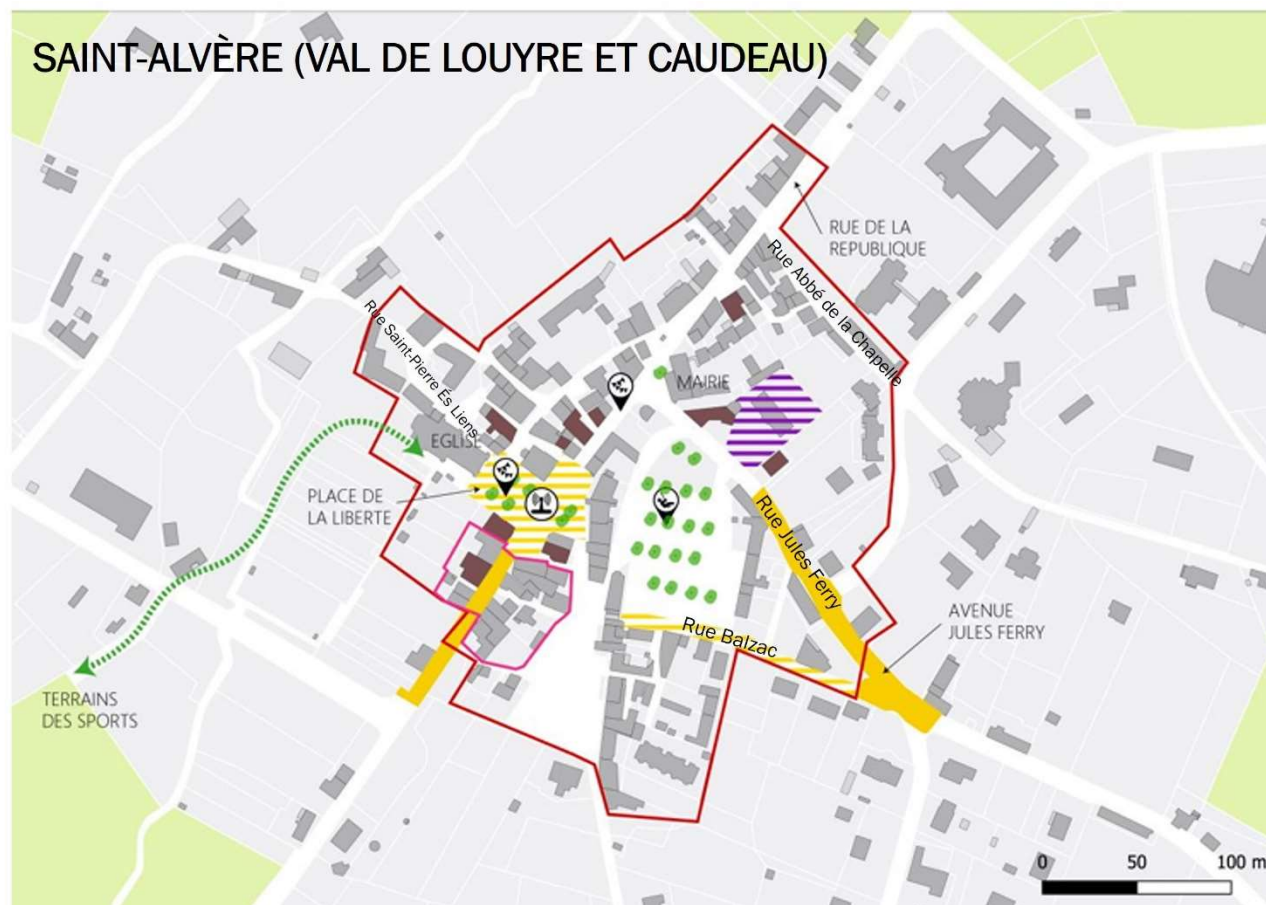 SAINT-ALVÈRE (VAL DE LOUYRE ET CAUDEAU)
RUE DE LA
REPUBLIQUE
Rue Abbé de la Chapelle
Rue Saint-Pierre És Liens
MAIRIE
EGLISE
PLACE DE
LA LIBERTE
Rue Jules Ferry
AVENUE
JULES FERRY
Rue Balzac
TERRAINS
DES SPORTS
0 50 100 m